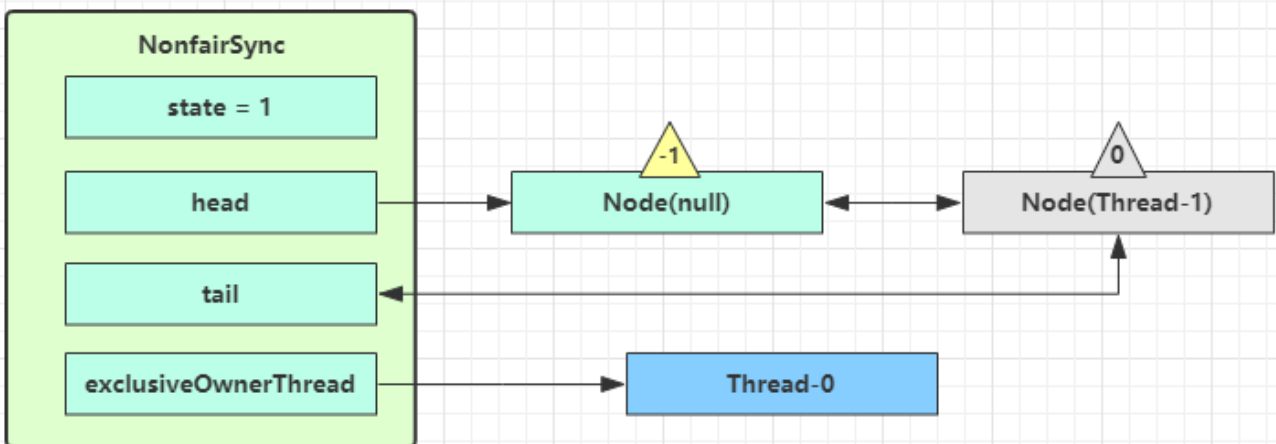 NonfairSync
state = 1
head
tail
exclusiveOwnerThread
-1
Node(null)
0
Node(Thread-1)
Thread-0